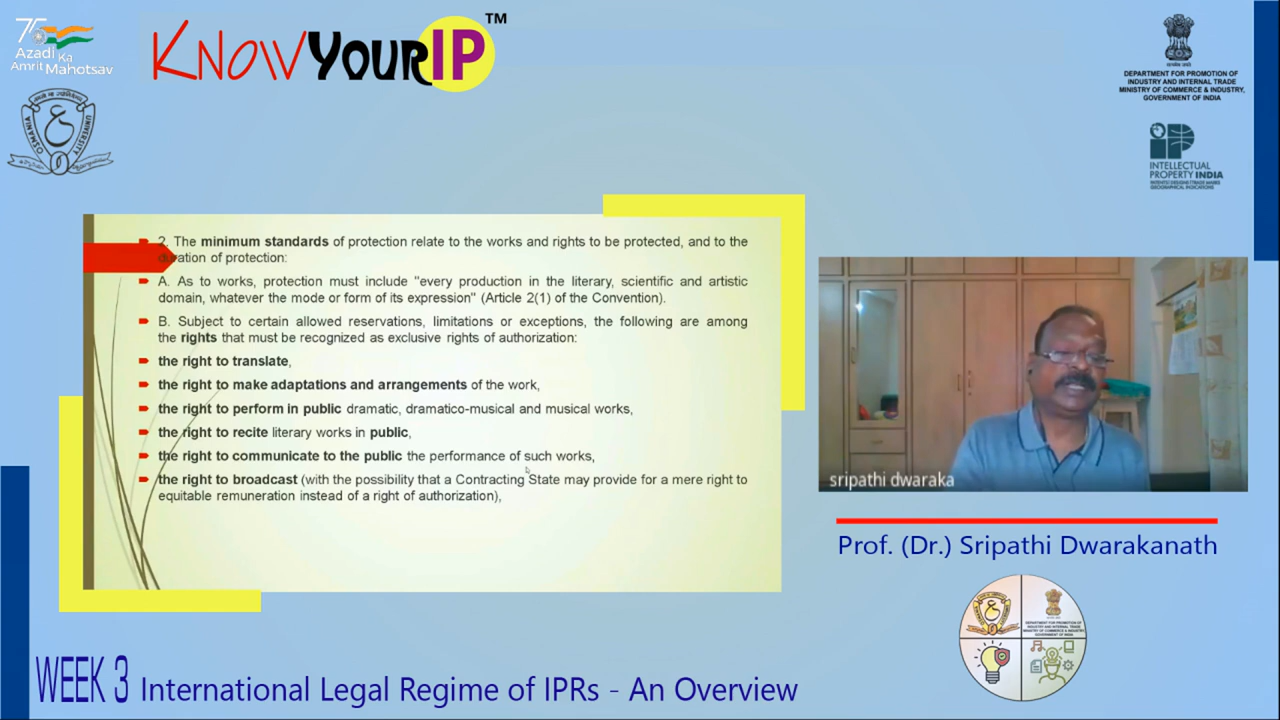 75
Azadi Ka
Amrit Mahotsav
KNOW YOUR IP TM
OSMANIA UNIVERSITY
DEPARTMENT FOR PROMOTION OF
INDUSTRY AND INTERNAL TRADE
MINISTRY OF COMMERCE & INDUSTRY,
GOVERNMENT OF INDIA
IP
INTELLECTUAL
PROPERTY INDIA
2. The minimum standards of protection relate to the works and rights to be protected, and to the
duration of protection:
A. As to works, protection must include "every production in the literary, scientific and artistic
domain, whatever the mode or form of its expression" (Article 2(1) of the Convention).
B. Subject to certain allowed reservations, limitations or exceptions, the following are among
the rights that must be recognized as exclusive rights of authorization:
the right to translate,
the right to make adaptations and arrangements of the work,
the right to perform in public dramatic, dramatico-musical and musical works,
the right to recite literary works in public,
the right to communicate to the public the performance of such works,
the right to broadcast (with the possibility that a Contracting State may provide for a mere right to
equitable remuneration instead of a right of authorization),
sripathi dwaraka
Prof. (Dr.) Sripathi Dwarakanath
WEEK 3 International Legal Regime of IPRs - An Overview